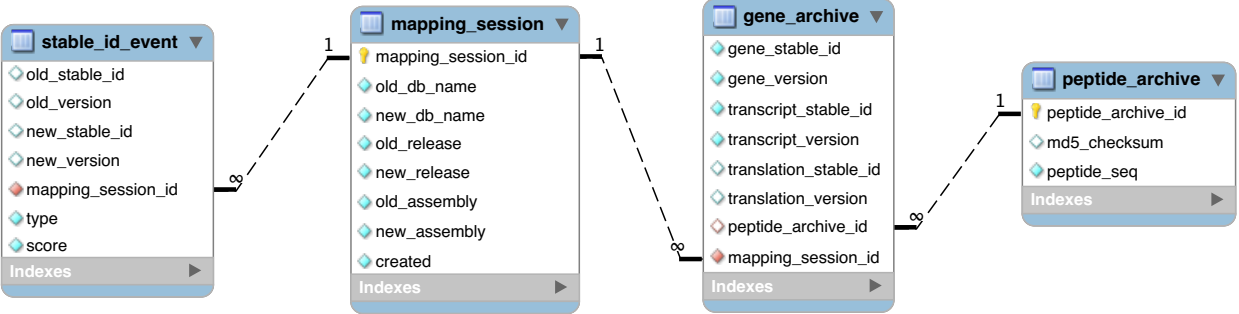 stable_id_event
old_stable_id
old_version
new_stable_id
new_version
mapping_session_id
type
score
Indexes
∞
1
mapping_session
mapping_session_id
old_db_name
new_db_name
old_release
new_release
old_assembly
new_assembly
created
Indexes
1
∞
gene_archive
gene_stable_id
gene_version
transcript_stable_id
transcript_version
translation_stable_id
translation_version
peptide_archive_id
mapping_session_id
Indexes
∞
1
peptide_archive
peptide_archive_id
md5_checksum
peptide_seq
Indexes